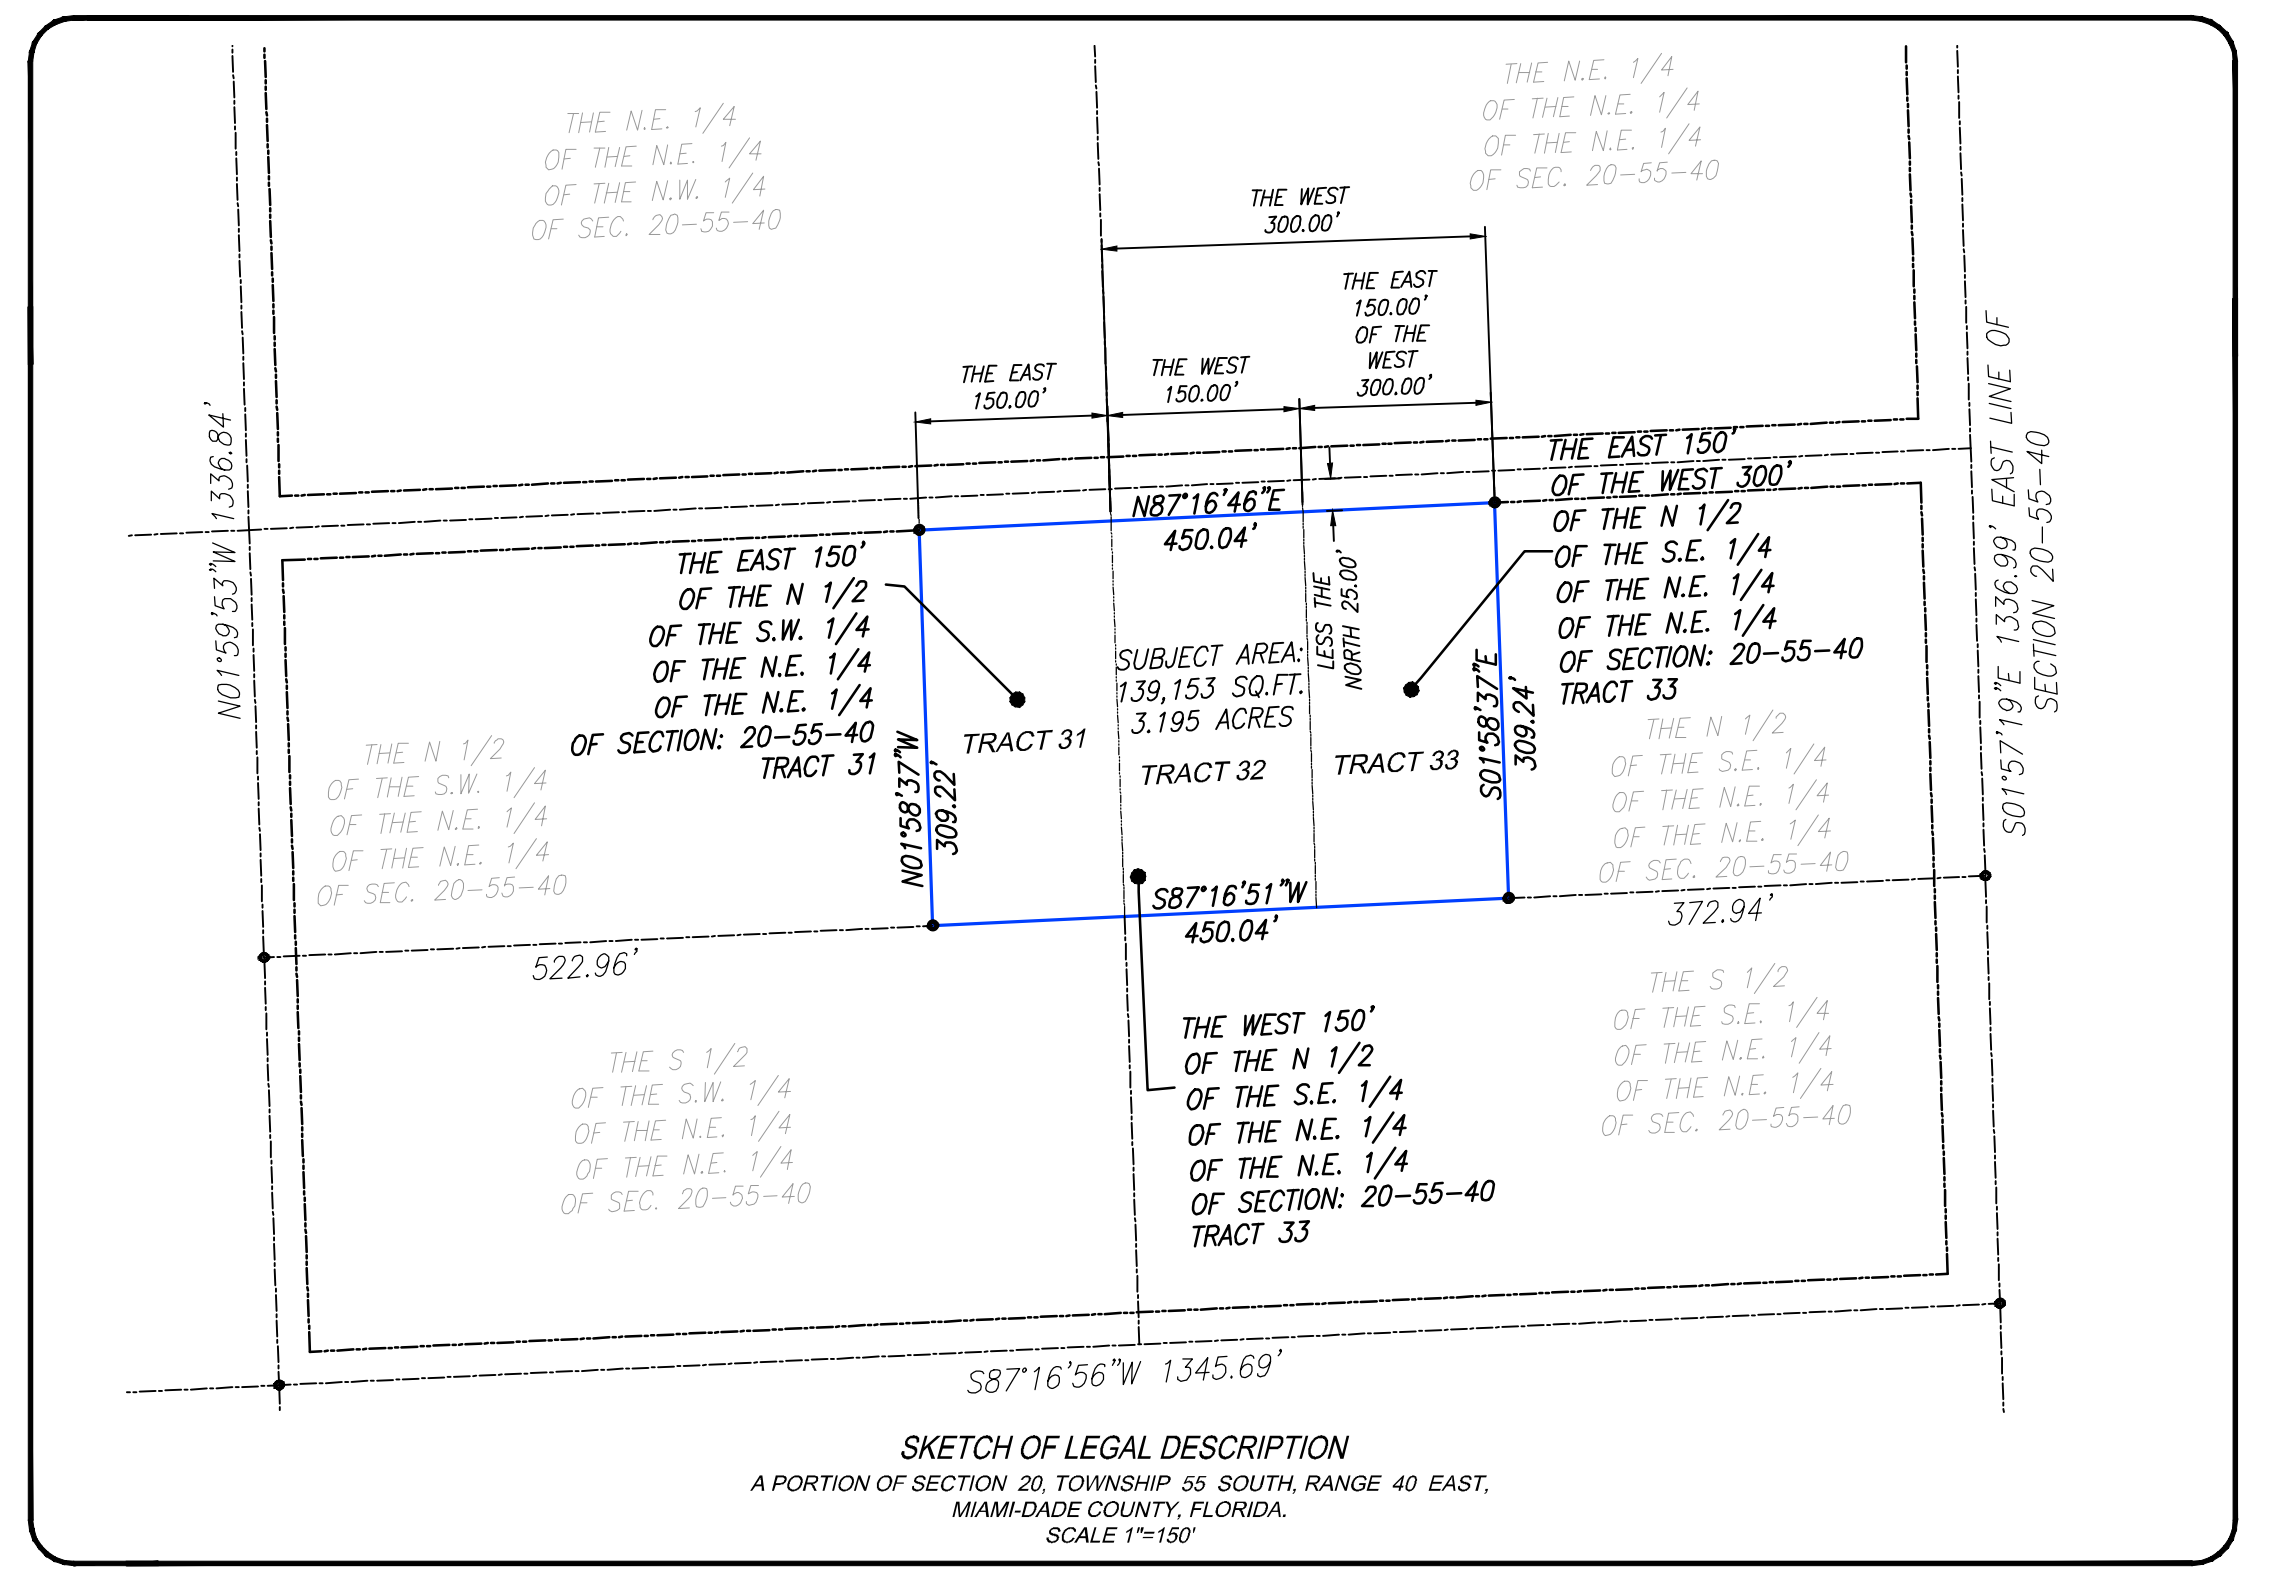 THE N.E. 1/4
OF THE N.E. 1/4
OF THE N.W. 1/4
OF SEC. 20-55-40
THE N.E. 1/4
OF THE N.E. 1/4
OF THE N.E. 1/4
OF SEC. 20-55-40
THE WEST
300.00'
THE EAST
150.00'
THE WEST
150.00'
THE EAST
150.00'
OF THE
WEST
300.00'
N01°59'53"W 1336.84'
S01°57'19"E 1336.99' EAST LINE OF
SECTION 20-55-40
N87°16'46"E
450.04'
LESS THE
NORTH 25.00'
THE EAST 150'
OF THE WEST 300'
OF THE N 1/2
OF THE S.E. 1/4
OF THE N.E. 1/4
OF THE N.E. 1/4
OF SECTION: 20-55-40
TRACT 33
THE EAST 150'
OF THE N 1/2
OF THE S.W. 1/4
OF THE N.E. 1/4
OF THE N.E. 1/4
OF SECTION: 20-55-40
TRACT 31
SUBJECT AREA:
139,153 SQ.FT.
3.195 ACRES
TRACT 31
TRACT 32
TRACT 33
N01°58'37"W
309.22'
S01°58'37"E
309.24'
THE N 1/2
OF THE S.W. 1/4
OF THE N.E. 1/4
OF THE N.E. 1/4
OF SEC. 20-55-40
THE N 1/2
OF THE S.E. 1/4
OF THE N.E. 1/4
OF THE N.E. 1/4
OF SEC. 20-55-40
S87°16'51"W
450.04'
522.96'
372.94'
THE S 1/2
OF THE S.W. 1/4
OF THE N.E. 1/4
OF THE N.E. 1/4
OF SEC. 20-55-40
THE WEST 150'
OF THE N 1/2
OF THE S.E. 1/4
OF THE N.E. 1/4
OF THE N.E. 1/4
OF SECTION: 20-55-40
TRACT 33
THE S 1/2
OF THE S.E. 1/4
OF THE N.E. 1/4
OF THE N.E. 1/4
OF SEC. 20-55-40
S87°16'56"W 1345.69'
SKETCH OF LEGAL DESCRIPTION
A PORTION OF SECTION 20, TOWNSHIP 55 SOUTH, RANGE 40 EAST,
MIAMI-DADE COUNTY, FLORIDA.
SCALE 1"=150'